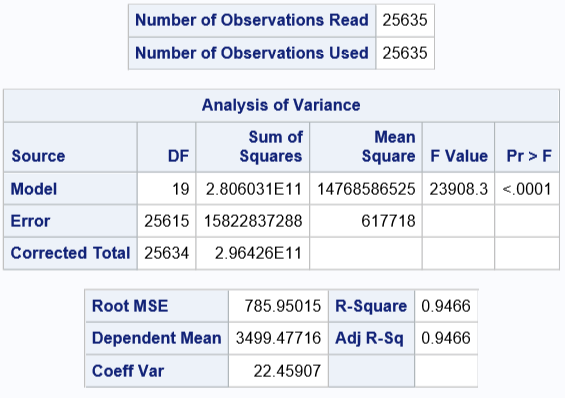 Number of Observations Read 25635
Number of Observations Used 25635
Analysis of Variance
Source DF Sum of Squares Mean Square F Value Pr > F
Model 19 2.806031E11 14768586525 23908.3 <.0001
Error 25615 15822837288 617718
Corrected Total 25634 2.96426E11
Root MSE 785.95015 R-Square 0.9466
Dependent Mean 3499.47716 Adj R-Sq 0.9466
Coeff Var 22.45907